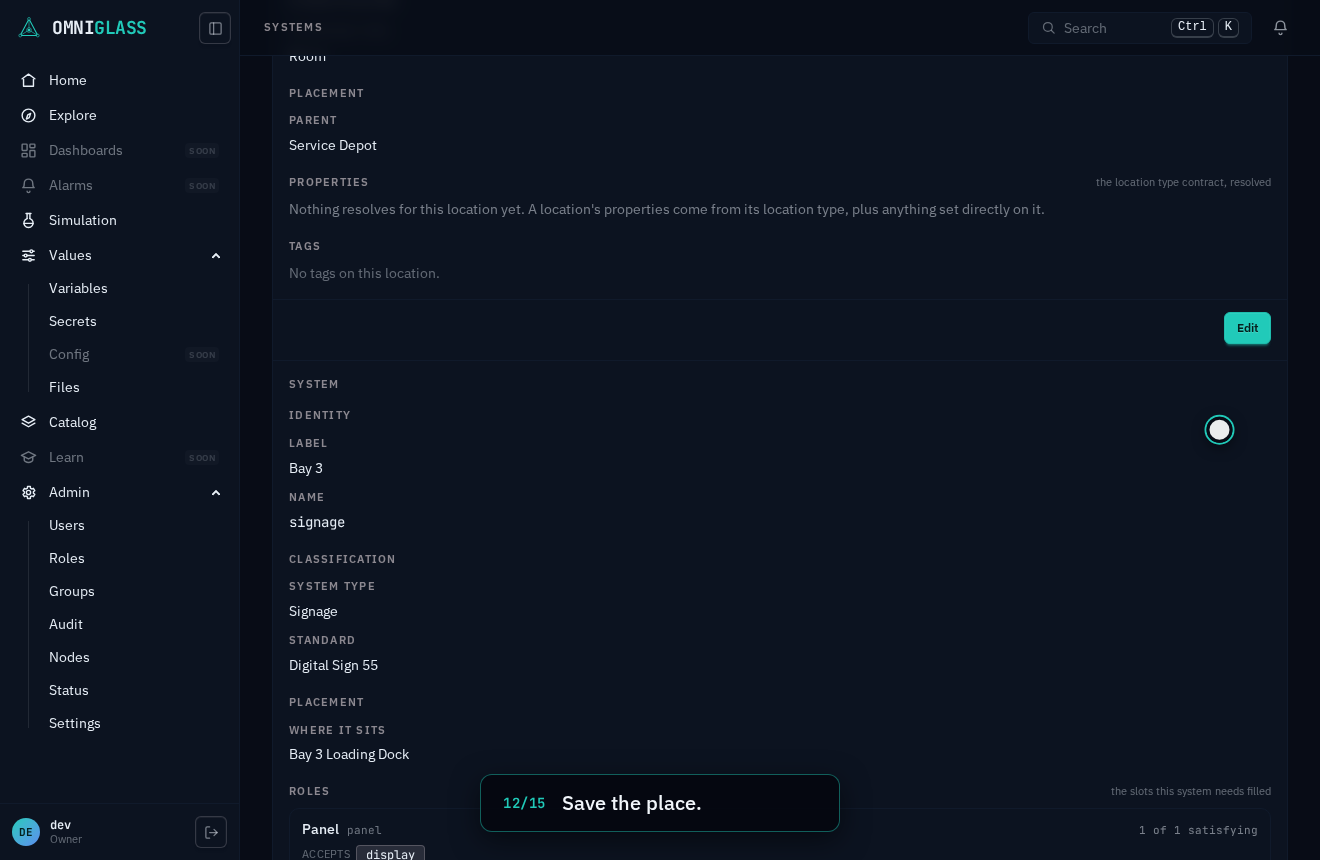 OMNIGLASS
SYSTEMS
Search
Ctrl K
Home
Explore
Dashboards SOON
Alarms SOON
Simulation
Values
Variables
Secrets
Config SOON
Files
Catalog
Learn SOON
Admin
Users
Roles
Groups
Audit
Nodes
Status
Settings
DE
dev
Owner
Room
PLACEMENT
PARENT
Service Depot
PROPERTIES the location type contract, resolved
Nothing resolves for this location yet. A location's properties come from its location type, plus anything set directly on it.
TAGS
No tags on this location.
Edit
SYSTEM
IDENTITY
LABEL
Bay 3
NAME
signage
CLASSIFICATION
SYSTEM TYPE
Signage
STANDARD
Digital Sign 55
PLACEMENT
WHERE IT SITS
Bay 3 Loading Dock
ROLES the slots this system needs filled
Panel panel 1 of 1 satisfying
ACCEPTS display
12/15 Save the place.